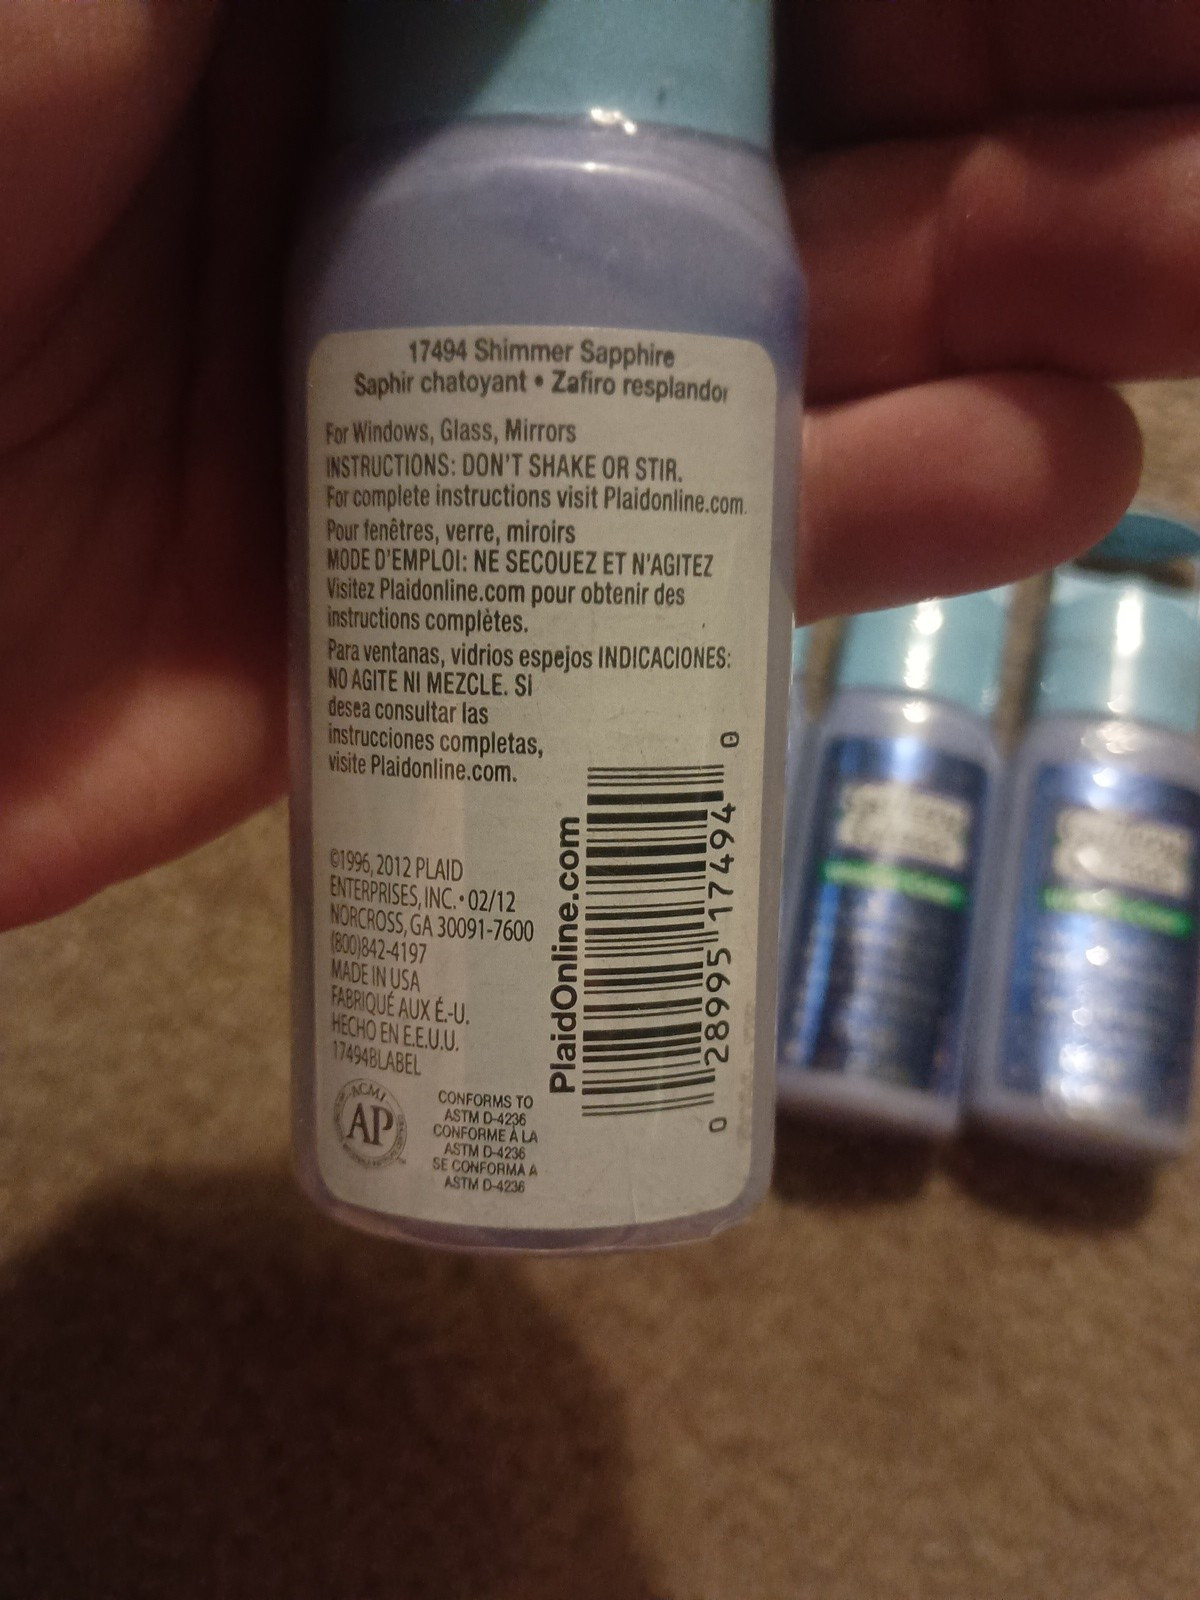 17494 Shimmer Sapphire
Saphir chatoyant • Zafiro resplandor
For Windows, Glass, Mirrors
INSTRUCTIONS: DON'T SHAKE OR STIR.
For complete instructions visit Plaidonline.com.
Pour fenêtres, verre, miroirs
MODE D'EMPLOI: NE SECOUEZ ET N'AGITEZ
Visitez Plaidonline.com pour obtenir des
instructions complètes.
Para ventanas, vidrios espejos INDICACIONES:
NO AGITE NI MEZCLE. SI
desea consultar las
instrucciones completas,
visite Plaidonline.com.
©1996, 2012 PLAID
ENTERPRISES, INC. • 02/12
NORCROSS, GA 30091-7600
(800)842-4197
MADE IN USA
FABRIQUÉ AUX É.-U.
HECHO EN E.E.U.U.
17494BLABEL
ACMI
AP
CONFORMS TO
ASTM D-4236
CONFORME À LA
ASTM D-4236
SE CONFORMA A
ASTM D-4236
PlaidOnline.com
0 28995 17494 0